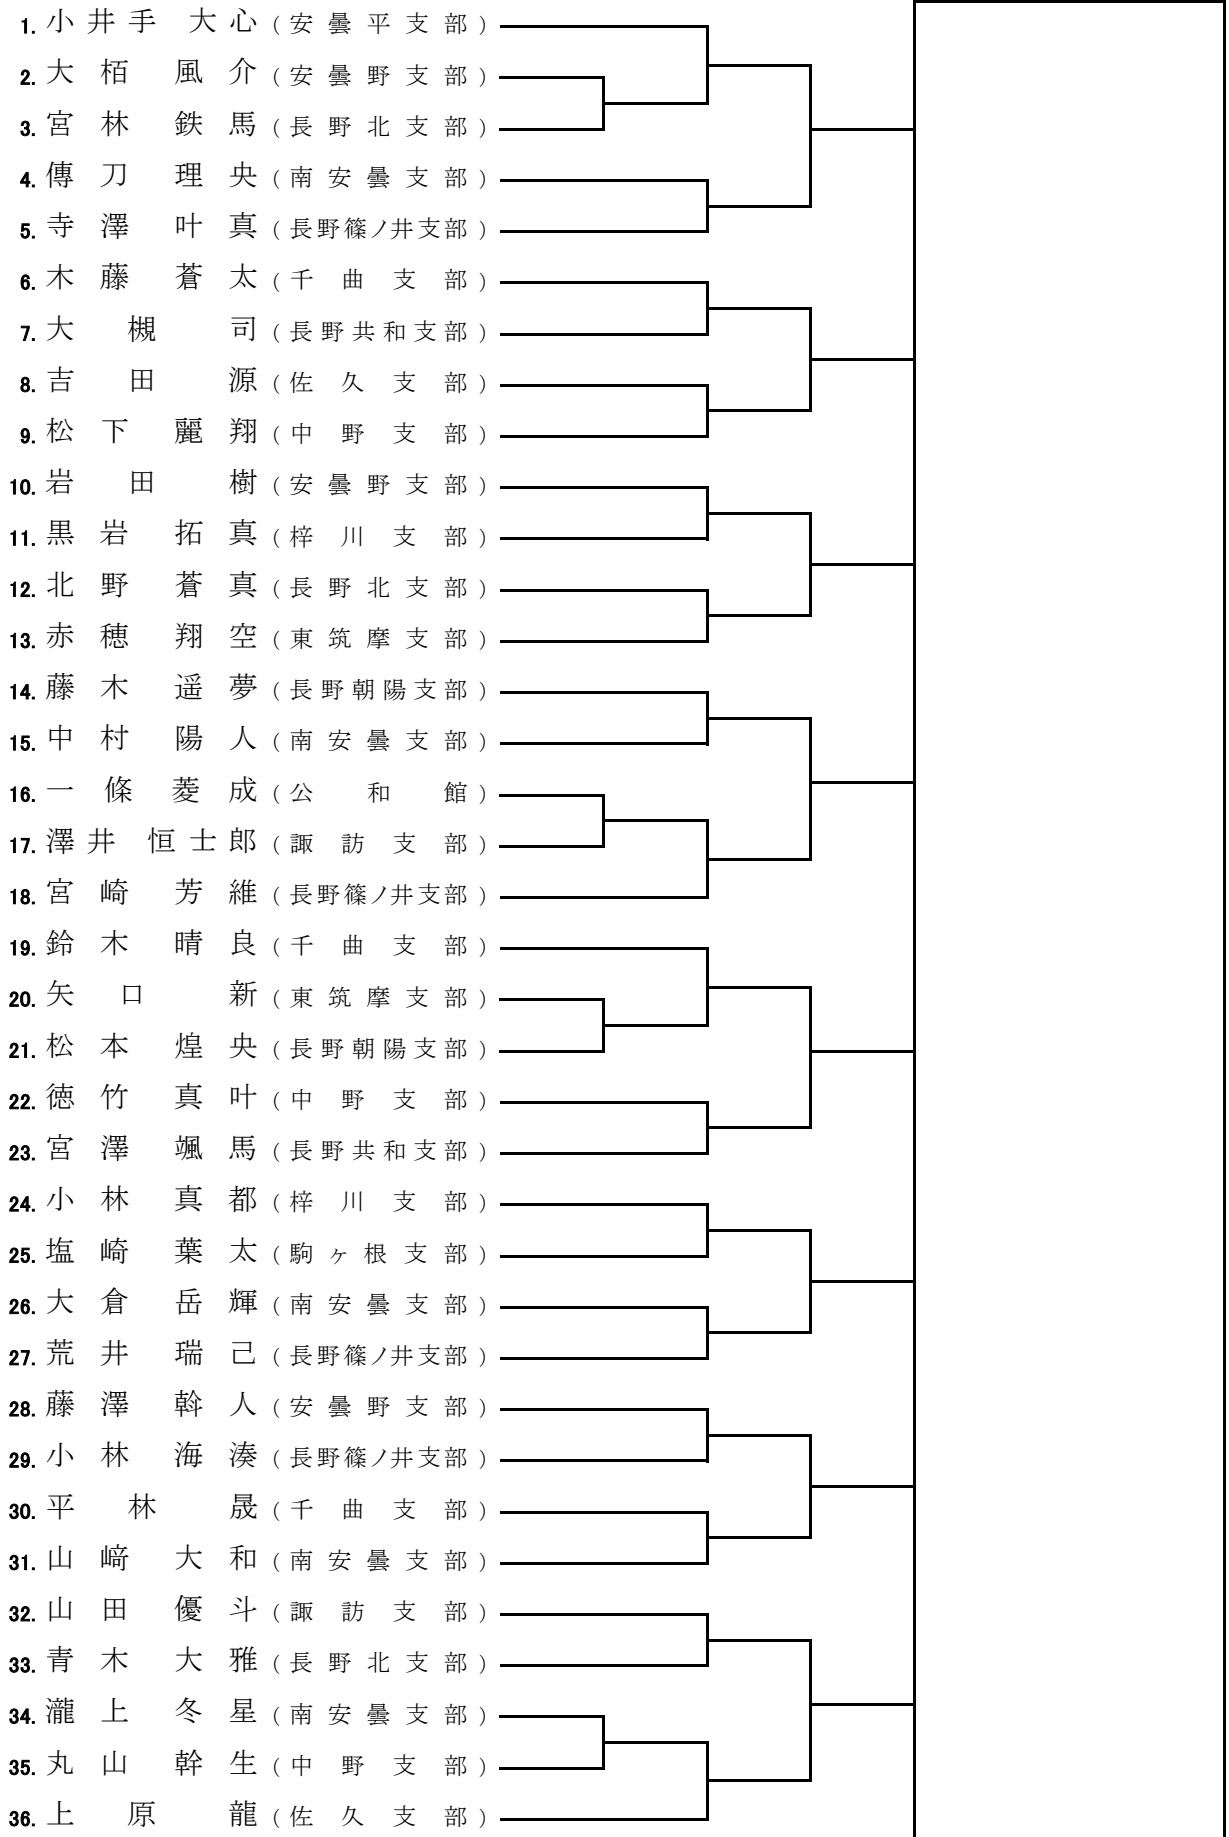 1. 小井手 大心 (安曇平支部)
2. 大栢 風介 (安曇野支部)
3. 宮林 鉄馬 (長野北支部)
4. 傳刀 理央 (南安曇支部)
5. 寺澤 叶真 (長野篠ノ井支部)
6. 木藤 蒼太 (千曲支部)
7. 大槻 司 (長野共和支部)
8. 吉田 源 (佐久支部)
9. 松下 麗翔 (中野支部)
10. 岩田 樹 (安曇野支部)
11. 黒岩 拓真 (梓川支部)
12. 北野 蒼真 (長野北支部)
13. 赤穂 翔空 (東筑摩支部)
14. 藤木 遥夢 (長野朝陽支部)
15. 中村 陽人 (南安曇支部)
16. 一條 菱成 (公和館)
17. 澤井 恒士郎 (諏訪支部)
18. 宮崎 芳維 (長野篠ノ井支部)
19. 鈴木 晴良 (千曲支部)
20. 矢口 新 (東筑摩支部)
21. 松本 煌央 (長野朝陽支部)
22. 徳竹 真叶 (中野支部)
23. 宮澤 颯馬 (長野共和支部)
24. 小林 真都 (梓川支部)
25. 塩崎 葉太 (駒ヶ根支部)
26. 大倉 岳輝 (南安曇支部)
27. 荒井 瑞己 (長野篠ノ井支部)
28. 藤澤 幹人 (安曇野支部)
29. 小林 海湊 (長野篠ノ井支部)
30. 平林 晟 (千曲支部)
31. 山﨑 大和 (南安曇支部)
32. 山田 優斗 (諏訪支部)
33. 青木 大雅 (長野北支部)
34. 瀧上 冬星 (南安曇支部)
35. 丸山 幹生 (中野支部)
36. 上原 龍 (佐久支部)